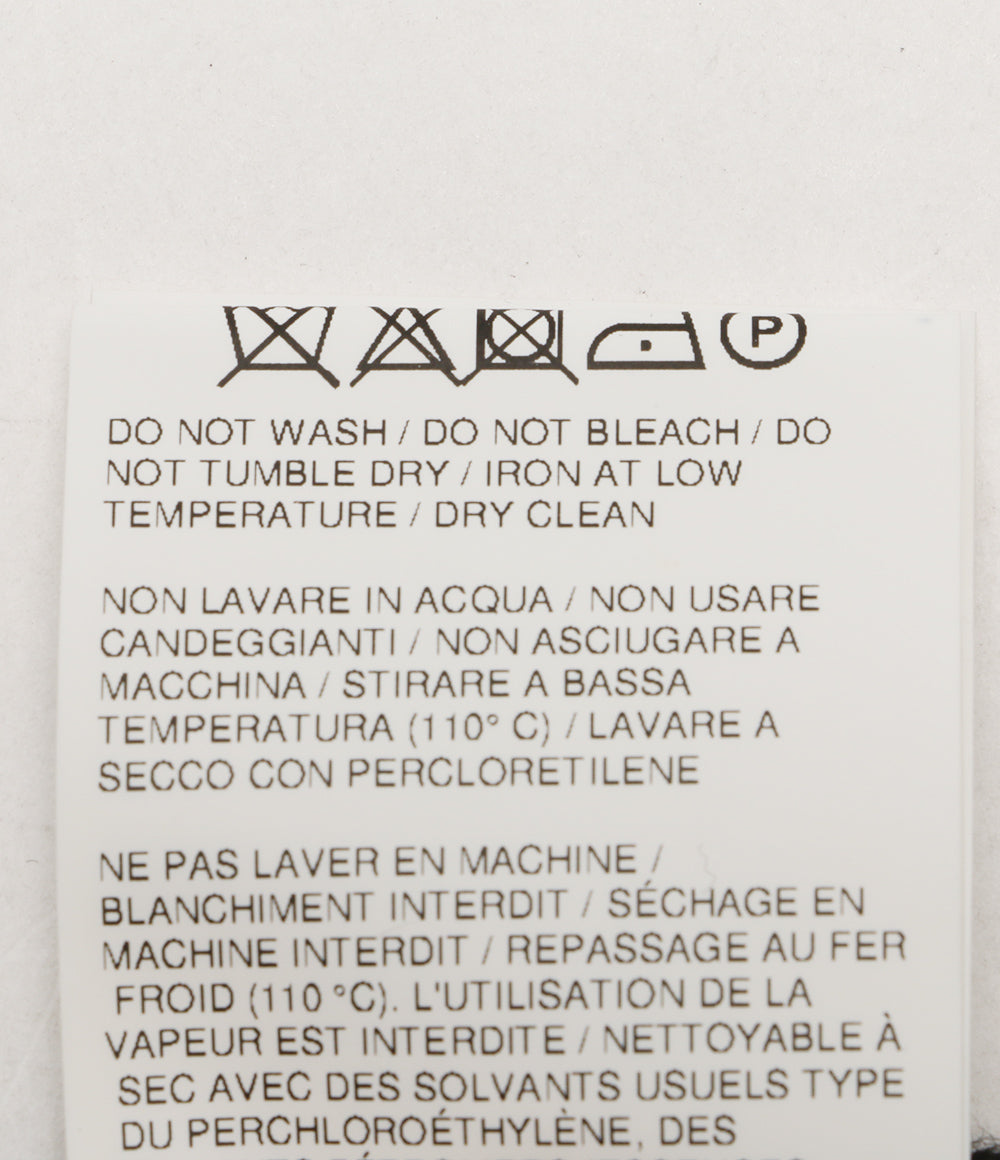 P
DO NOT WASH / DO NOT BLEACH / DO
NOT TUMBLE DRY / IRON AT LOW
TEMPERATURE / DRY CLEAN
NON LAVARE IN ACQUA / NON USARE
CANDEGGIANTI / NON ASCIUGARE A
MACCHINA / STIRARE A BASSA
TEMPERATURA (110° C) / LAVARE A
SECCO CON PERCLORETILENE
NE PAS LAVER EN MACHINE /
BLANCHIMENT INTERDIT / SÉCHAGE EN
MACHINE INTERDIT / REPASSAGE AU FER
FROID (110 °C). L'UTILISATION DE LA
VAPEUR EST INTERDITE / NETTOYABLE À
SEC AVEC DES SOLVANTS USUELS TYPE
DU PERCHLOROÉTHYLÈNE, DES